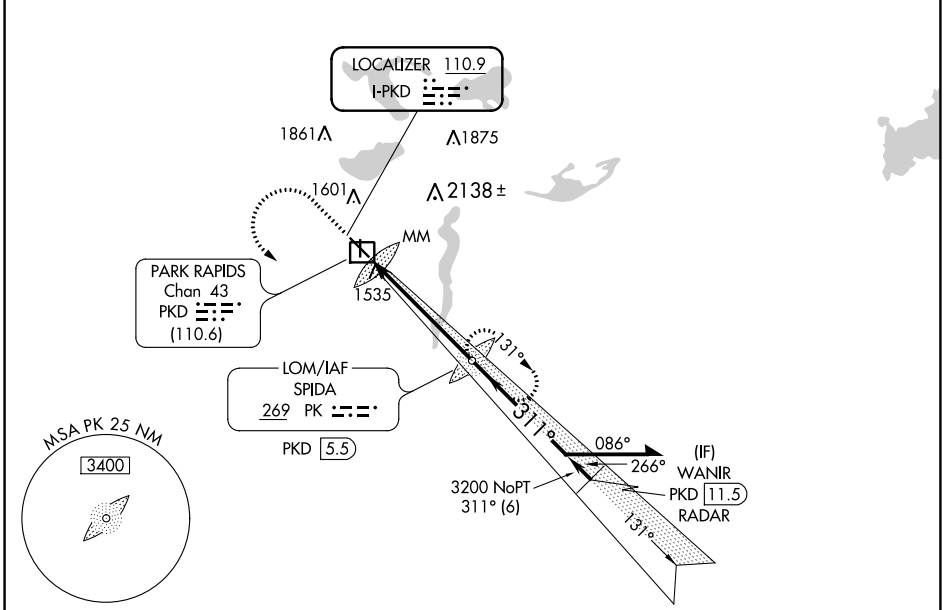 LOCALIZER 110.9
I-PKD
1861
1875
1601
2138 ±
MM
PARK RAPIDS
Chan 43
PKD
(110.6)
1535
LOM/IAF
SPIDA
269 PK
PKD 5.5
131°
311°
086°
266°
(IF)
WANIR
PKD 11.5
RADAR
3200 NoPT
311° (6)
131°
MSA PK 25 NM
3400